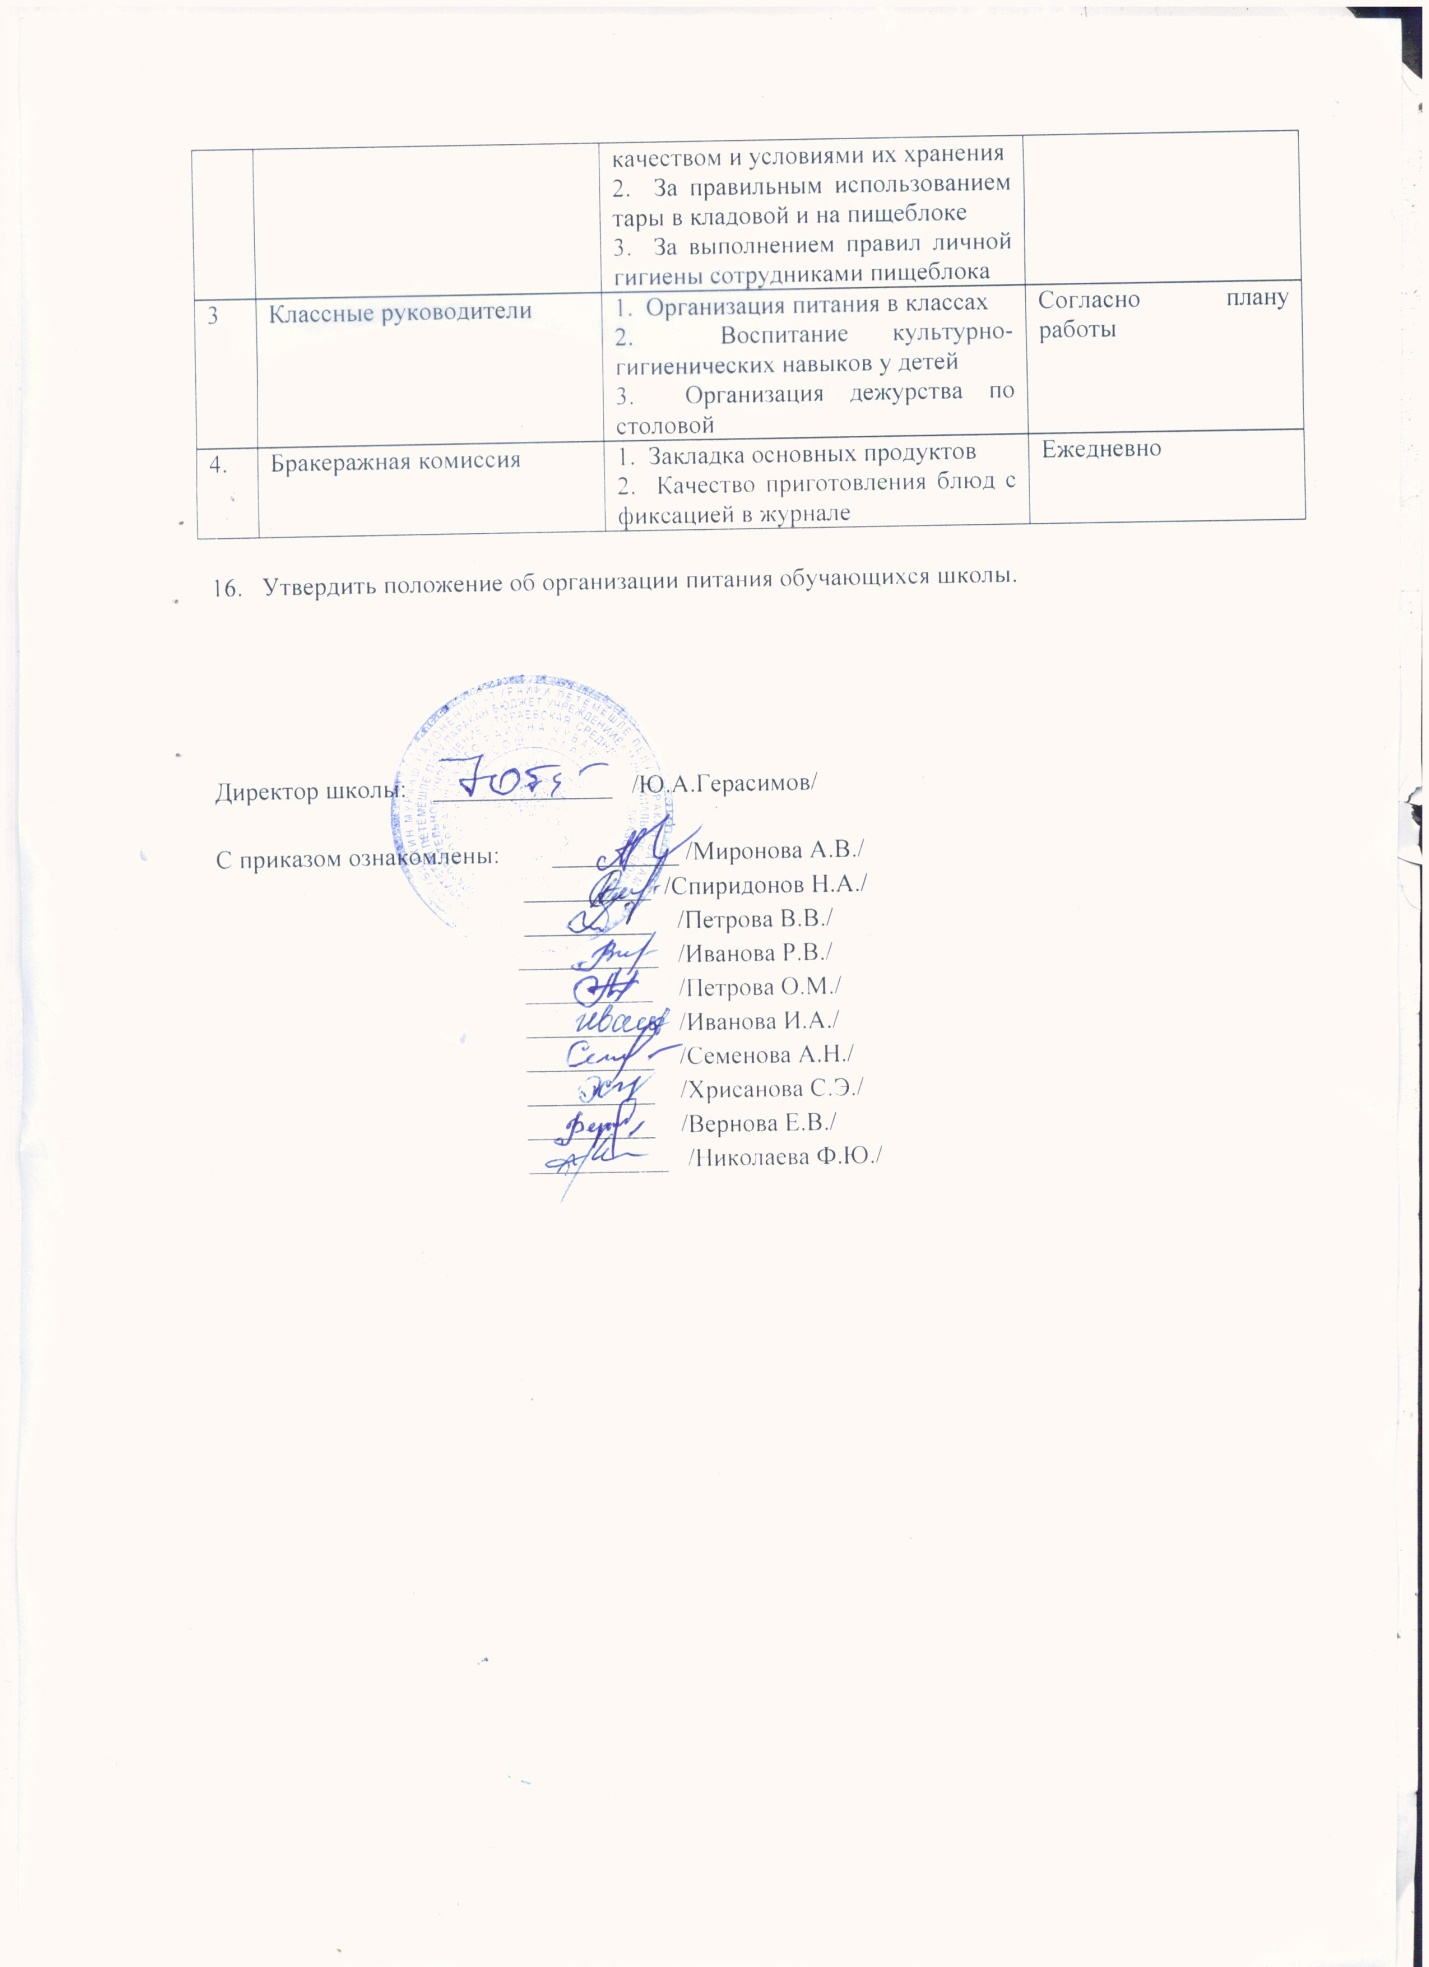 качеством и условиями их хранения
2. За правильным использованием
тары в кладовой и на пищеблоке
3. За выполнением правил личной
гигиены сотрудниками пищеблока
3 Классные руководители
1. Организация питания в классах
2. Воспитание культурно-
гигиенических навыков у детей
3. Организация дежурства по
столовой
Согласно плану
работы
4. Бракеражная комиссия
1. Закладка основных продуктов
2. Качество приготовления блюд с
фиксацией в журнале
Ежедневно
16. Утвердить положение об организации питания обучающихся школы.
Директор школы: /Ю.А.Герасимов/
С приказом ознакомлены: /Миронова А.В./
/Спиридонов Н.А./
/Петрова В.В./
/Иванова Р.В./
/Петрова О.М./
/Иванова И.А./
/Семенова А.Н./
/Хрисанова С.Э./
/Вернова Е.В./
/Николаева Ф.Ю./